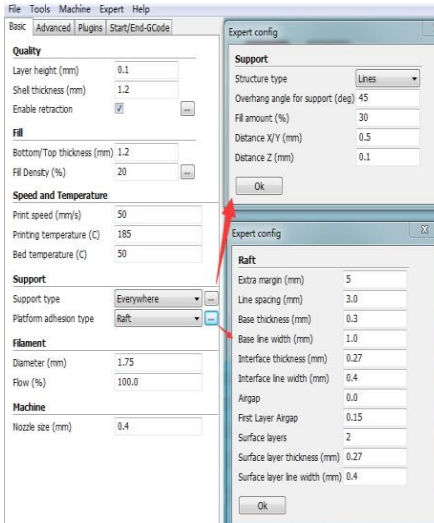 File Tools Machine Expert Help
Basic Advanced Plugins Start/End-GCode
Quality
Layer height (mm) 0.1
Shell thickness (mm) 1.2
Enable retraction ...
Fill
Bottom/Top thickness (mm) 1.2
Fill Density (%) 20 ...
Speed and Temperature
Print speed (mm/s) 50
Printing temperature (C) 185
Bed temperature (C) 50
Support
Support type Everywhere ...
Platform adhesion type Raft ...
Filament
Diameter (mm) 1.75
Flow (%) 100.0
Machine
Nozzle size (mm) 0.4
Expert config
Support
Structure type Lines
Overhang angle for support (deg) 45
Fill amount (%) 30
Distance X/Y (mm) 0.5
Distance Z (mm) 0.1
Ok
Expert config
Raft
Extra margin (mm) 5
Line spacing (mm) 3.0
Base thickness (mm) 0.3
Base line width (mm) 1.0
Interface thickness (mm) 0.27
Interface line width (mm) 0.4
Airgap 0.0
First Layer Airgap 0.15
Surface layers 2
Surface layer thickness (mm) 0.27
Surface layer line width (mm) 0.4
Ok